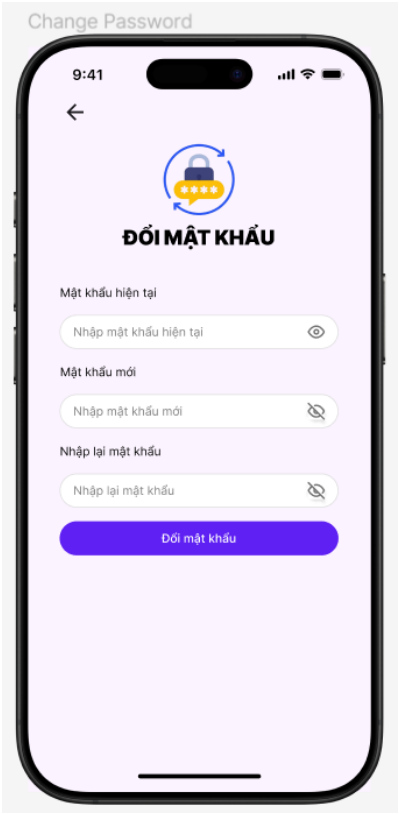 Change Password
9:41
****
ĐỔI MẬT KHẨU
Mật khẩu hiện tại
Nhập mật khẩu hiện tại
Mật khẩu mới
Nhập mật khẩu mới
Nhập lại mật khẩu
Nhập lại mật khẩu
Đổi mật khẩu